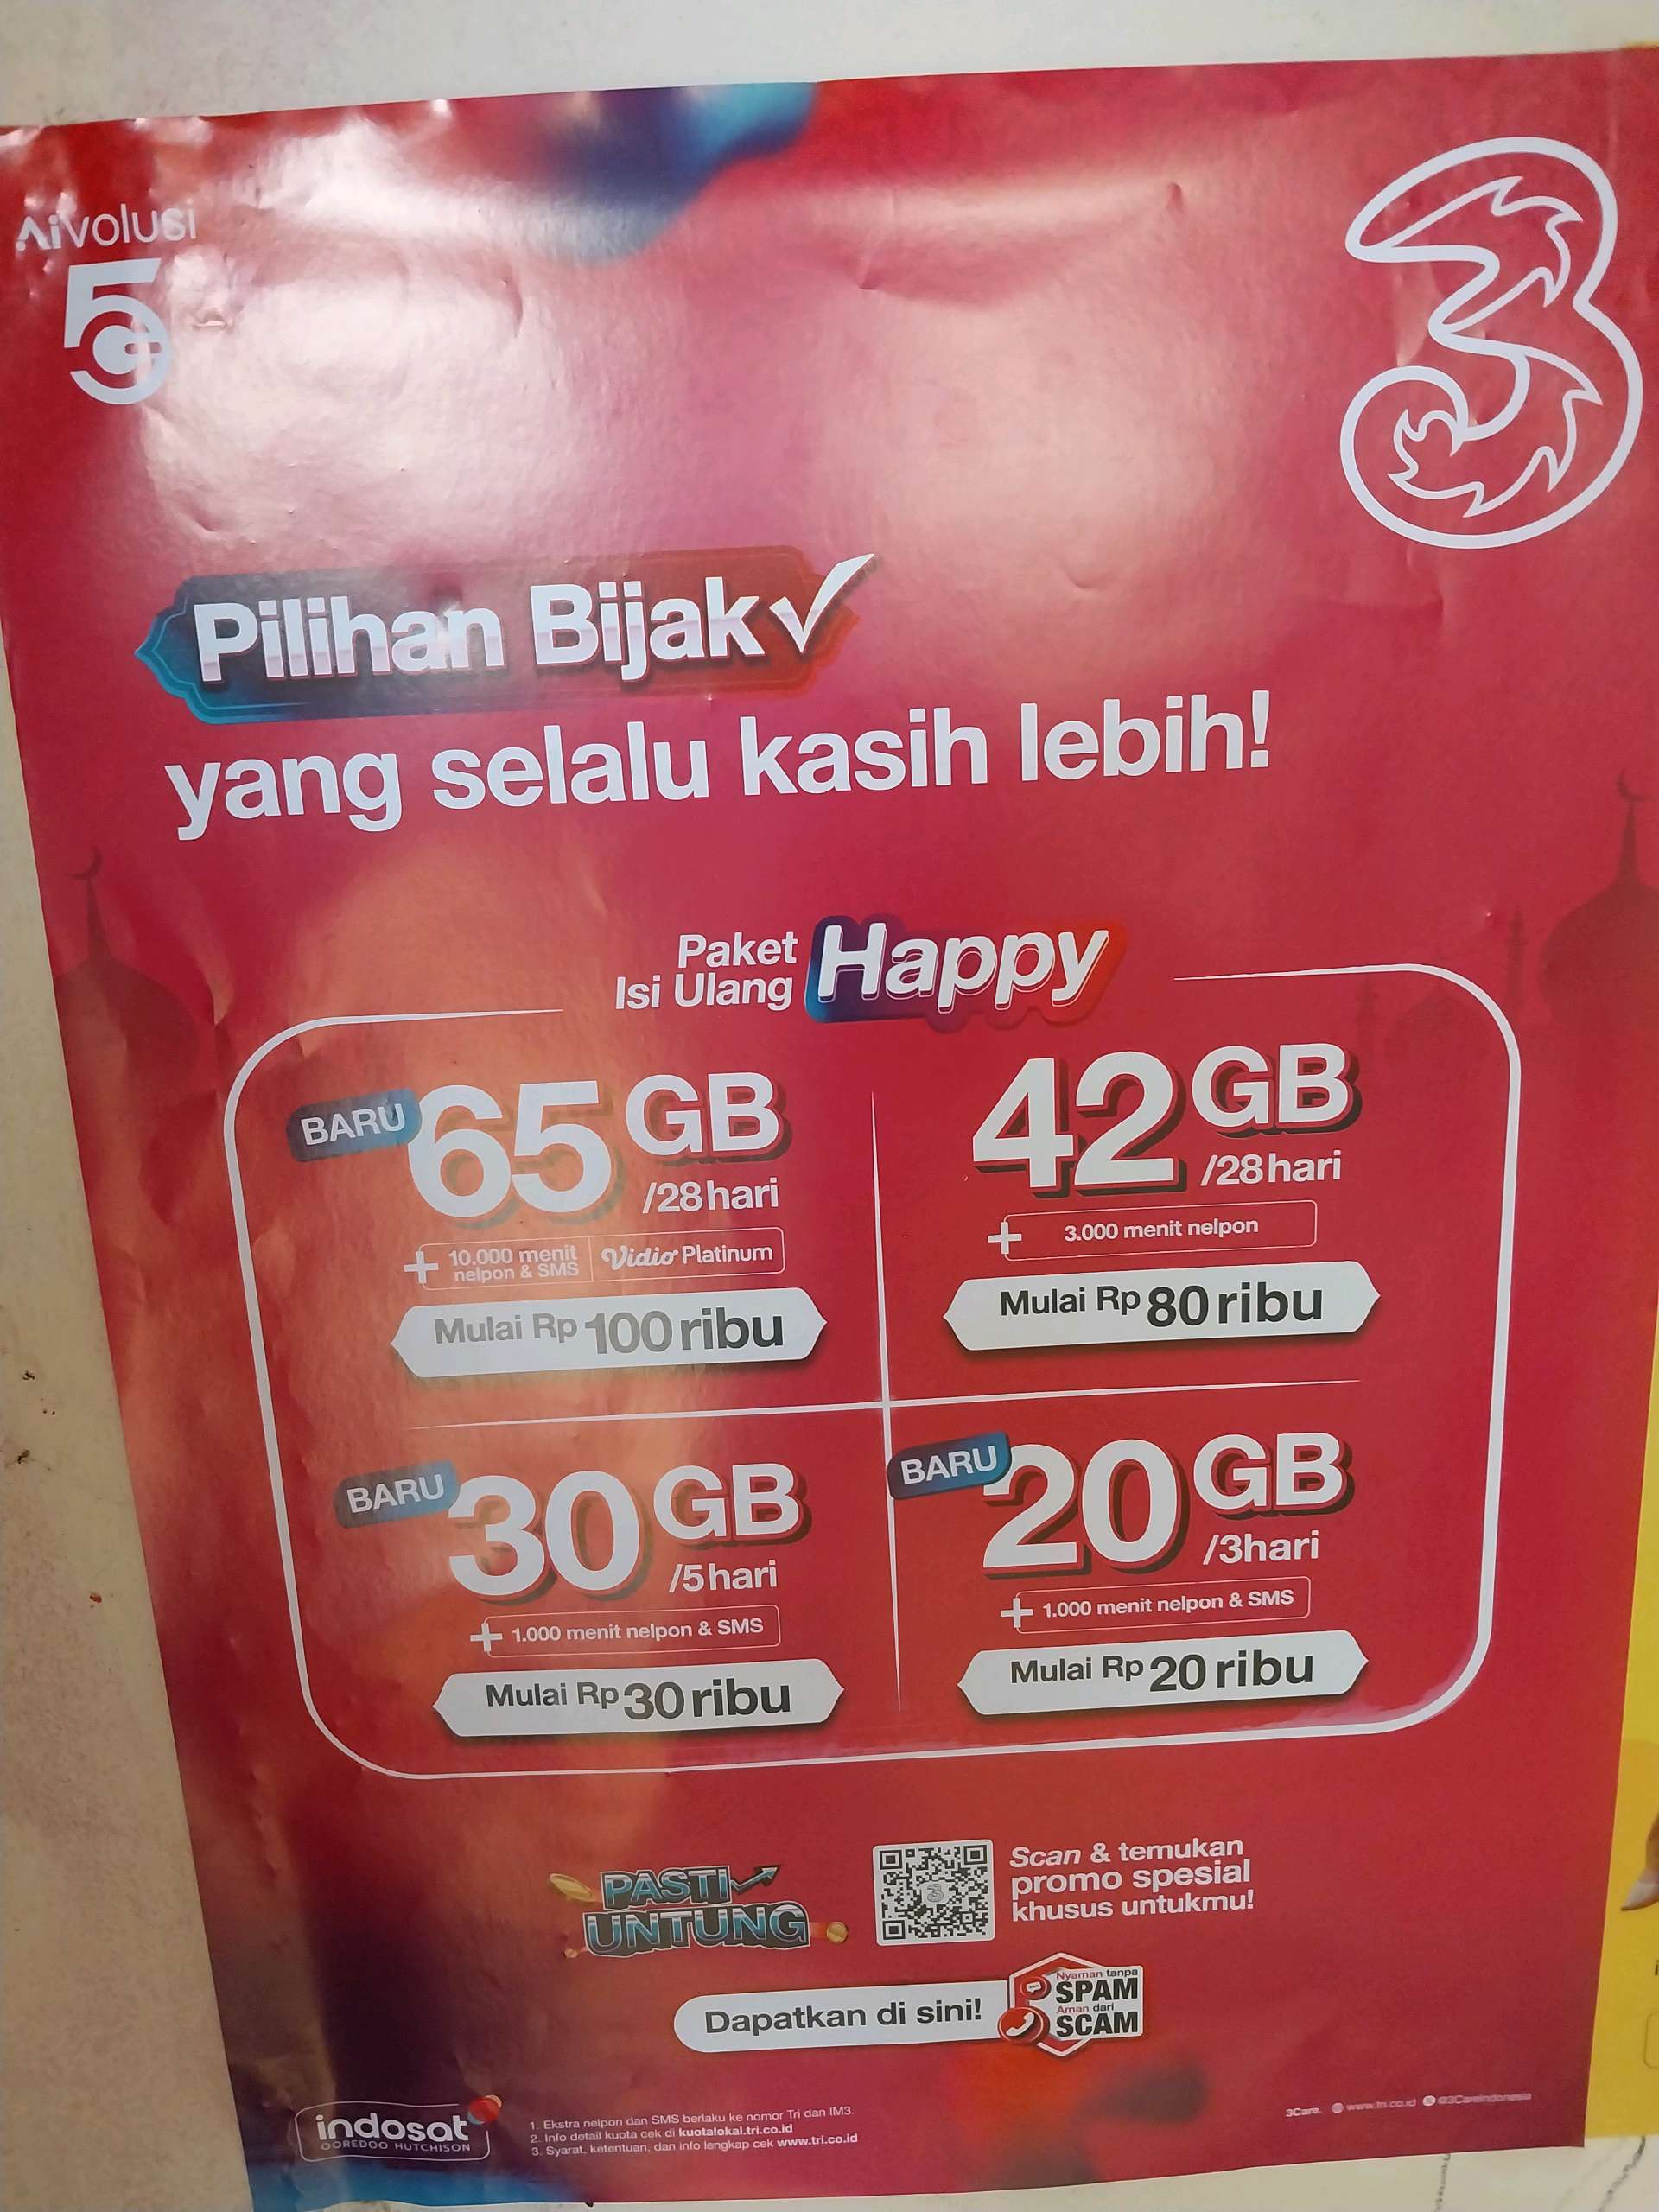 Aivolusi
5G
Pilihan Bijak
yang selalu kasih lebih!
Paket
Isi Ulang
Happy
BARU
65 GB
/28hari
+ 10.000 menit
nelpon & SMS
Vidio Platinum
Mulai Rp 100 ribu
42 GB
/28hari
+ 3.000 menit nelpon
Mulai Rp 80 ribu
BARU
30 GB
/5hari
+ 1.000 menit nelpon & SMS
Mulai Rp 30 ribu
BARU
20 GB
/3hari
+ 1.000 menit nelpon & SMS
Mulai Rp 20 ribu
PASTI
UNTUNG
Scan & temukan
promo spesial
khusus untukmu!
Dapatkan di sini!
Nyaman tanpa
SPAM
Aman dari
SCAM
indosat
OOREDOO HUTCHISON
1. Ekstra nelpon dan SMS berlaku ke nomor Tri dan IM3.
2. Info detail kuota cek di kuotalokal.tri.co.id
3. Syarat, ketentuan, dan info lengkap cek www.tri.co.id
3Care. www.tri.co.id @3CareIndonesia